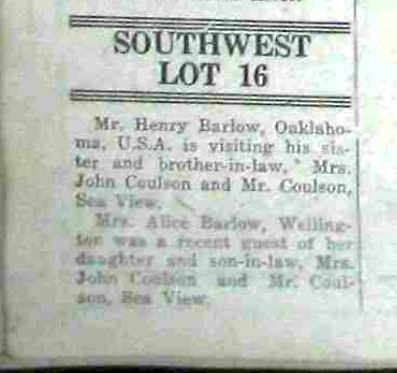 SOUTHWEST
LOT 16
Mr. Henry Barlow, Oaklaho-
ma, U.S.A. is visiting his sis-
ter and brother-in-law, Mrs.
John Coulson and Mr. Coulson,
Sea View.
Mrs. Alice Barlow, Welling-
ton was a recent guest of her
daughter and son-in-law, Mrs.
John Coulson and Mr. Coul-
son, Sea View.